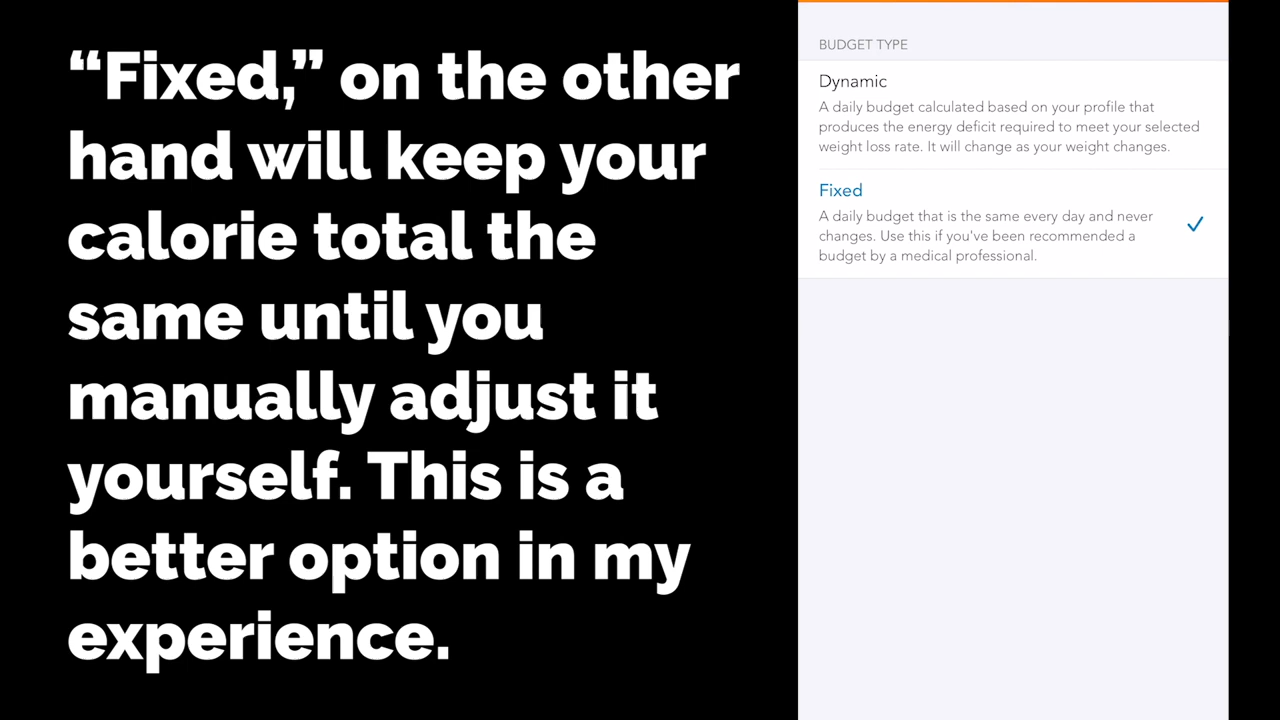 “Fixed,” on the other
hand will keep your
calorie total the
same until you
manually adjust it
yourself. This is a
better option in my
experience.
BUDGET TYPE
Dynamic
A daily budget calculated based on your profile that
produces the energy deficit required to meet your selected
weight loss rate. It will change as your weight changes.
Fixed
A daily budget that is the same every day and never
changes. Use this if you've been recommended a
budget by a medical professional.